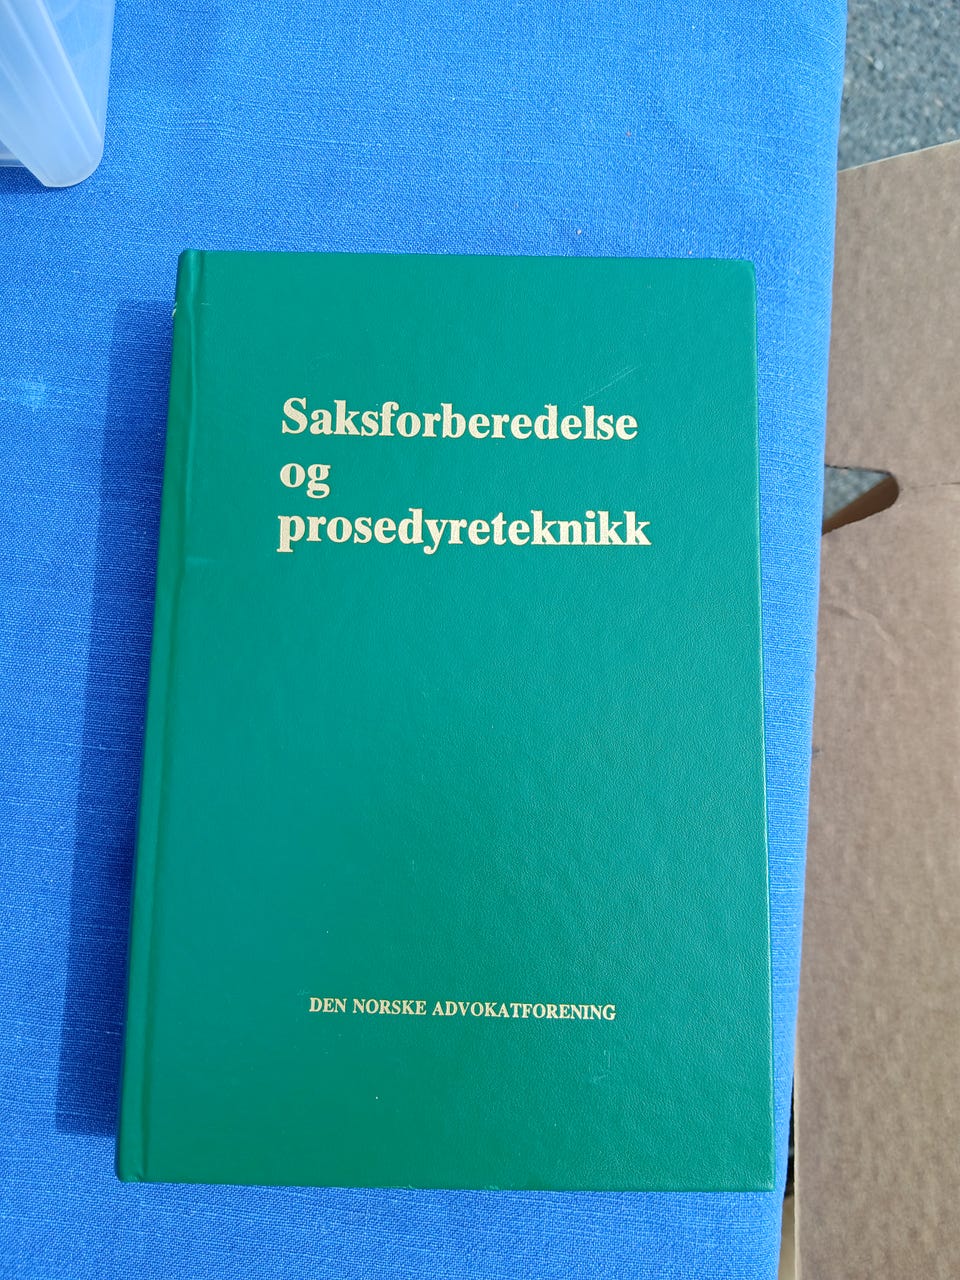 Saksforberedelse
og
prosedyreteknikk
DEN NORSKE ADVOKATFORENING